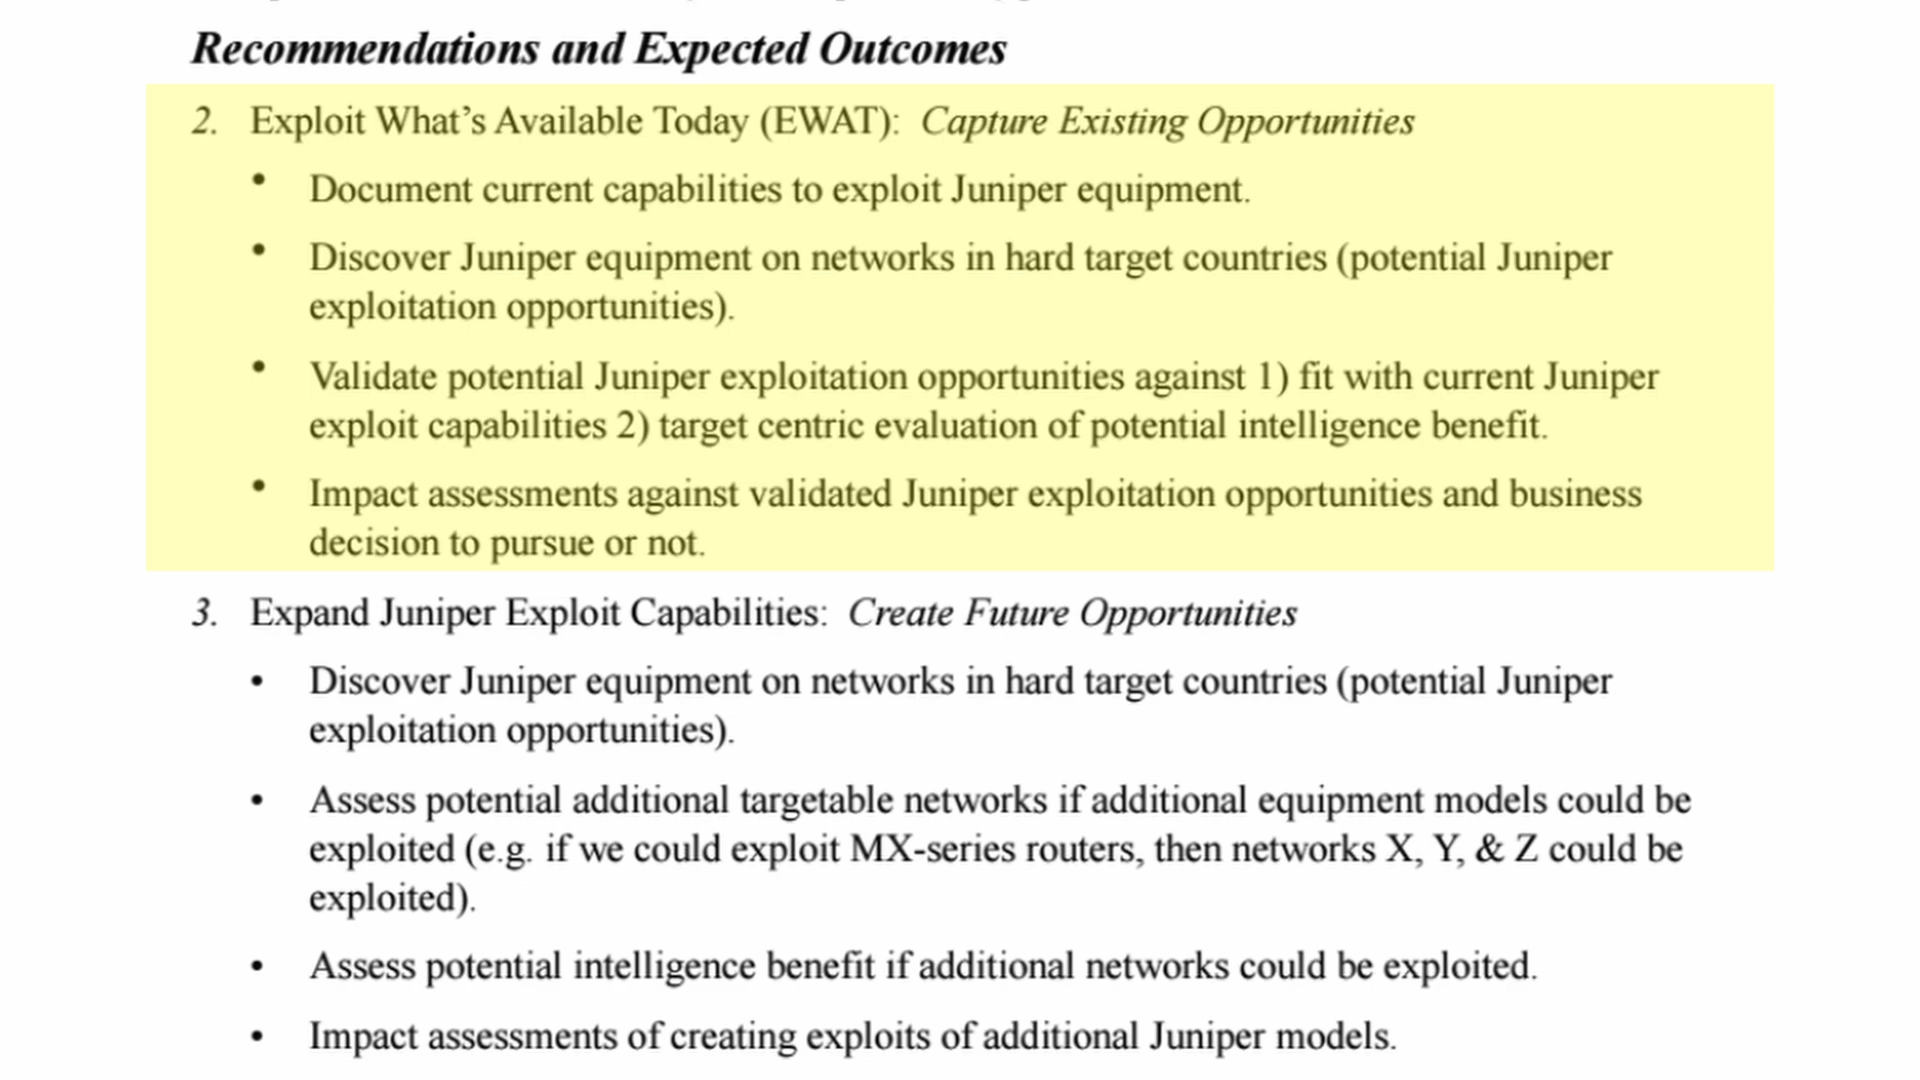 Recommendations and Expected Outcomes
2. Exploit What's Available Today (EWAT): Capture Existing Opportunities
• Document current capabilities to exploit Juniper equipment.
• Discover Juniper equipment on networks in hard target countries (potential Juniper
exploitation opportunities).
• Validate potential Juniper exploitation opportunities against 1) fit with current Juniper
exploit capabilities 2) target centric evaluation of potential intelligence benefit.
• Impact assessments against validated Juniper exploitation opportunities and business
decision to pursue or not.
3. Expand Juniper Exploit Capabilities: Create Future Opportunities
• Discover Juniper equipment on networks in hard target countries (potential Juniper
exploitation opportunities).
• Assess potential additional targetable networks if additional equipment models could be
exploited (e.g. if we could exploit MX-series routers, then networks X, Y, & Z could be
exploited).
• Assess potential intelligence benefit if additional networks could be exploited.
• Impact assessments of creating exploits of additional Juniper models.